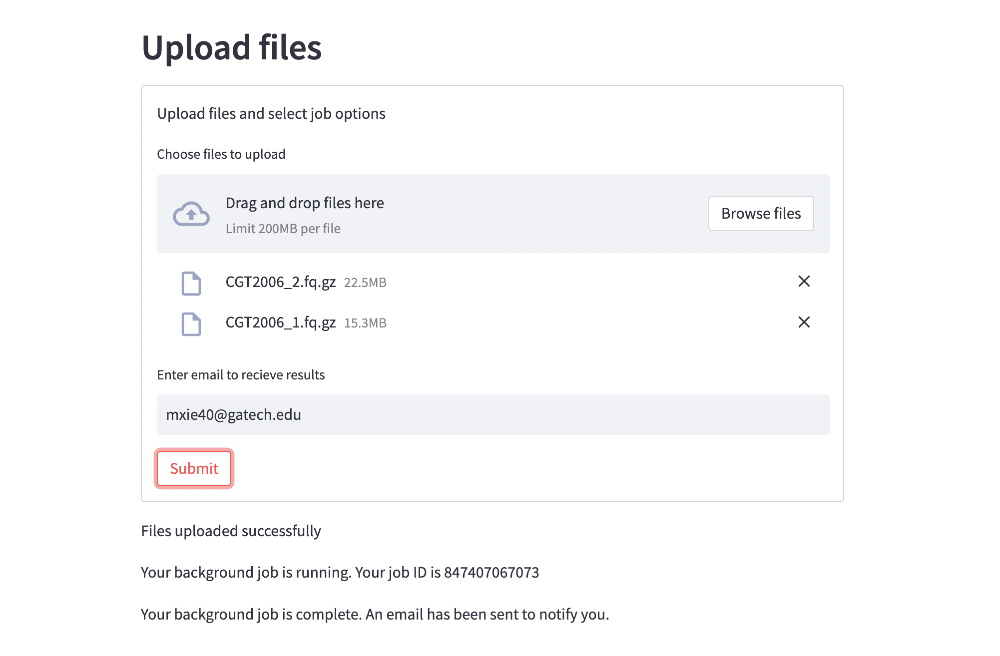 Upload files
Upload files and select job options
Choose files to upload
Drag and drop files here
Limit 200MB per file
Browse files
CGT2006_2.fq.gz 22.5MB
CGT2006_1.fq.gz 15.3MB
Enter email to recieve results
mxie40@gatech.edu
Submit
Files uploaded successfully
Your background job is running. Your job ID is 847407067073
Your background job is complete. An email has been sent to notify you.